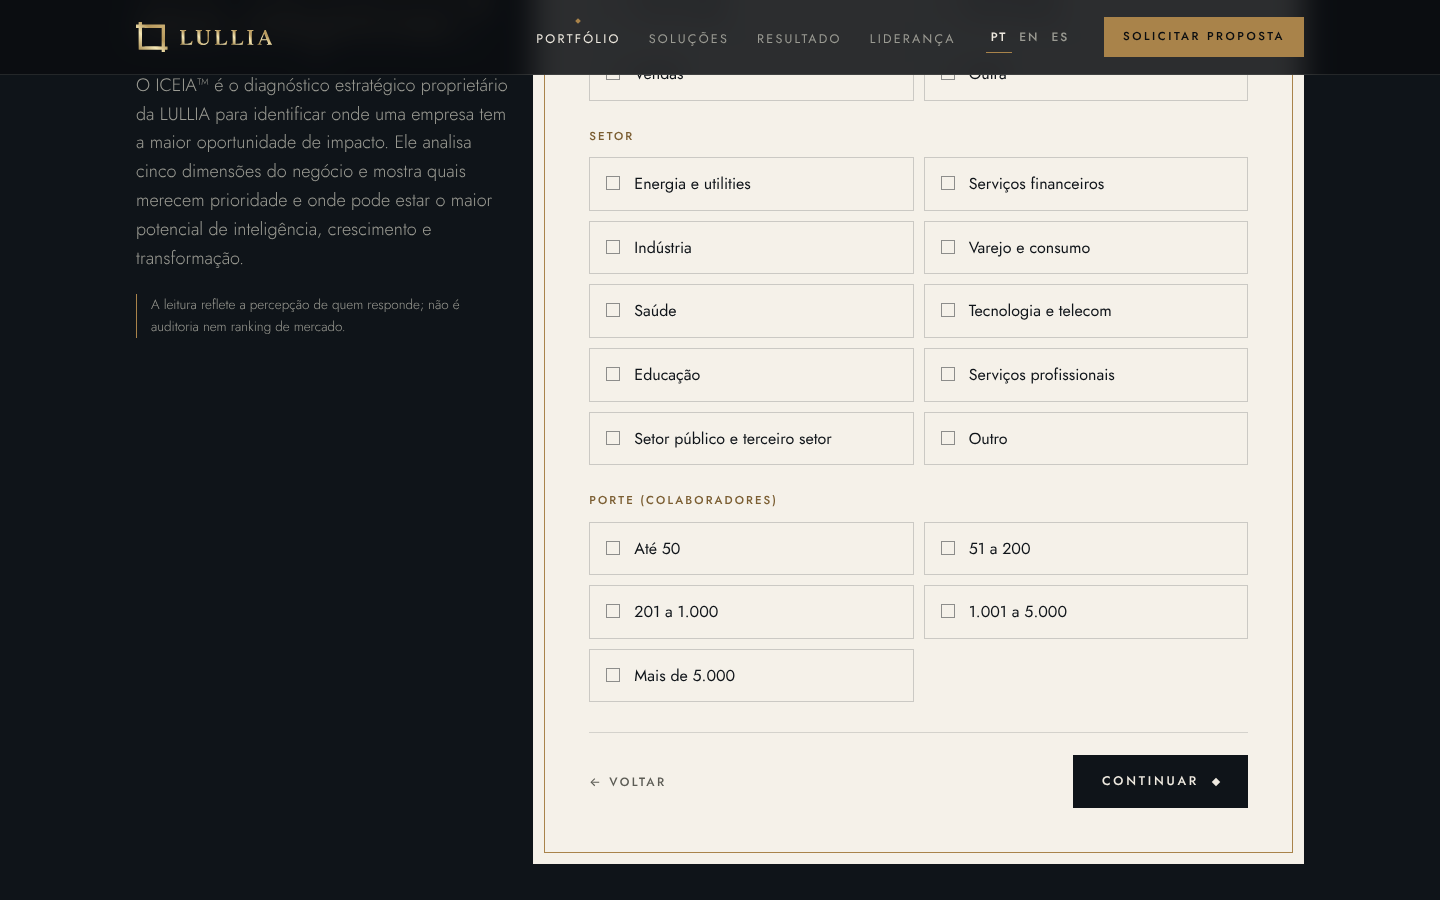 LULLIA
PORTFÓLIO
SOLUÇÕES
RESULTADO
LIDERANÇA
PT EN ES
SOLICITAR PROPOSTA
O ICEIA™ é o diagnóstico estratégico proprietário
da LULLIA para identificar onde uma empresa tem
a maior oportunidade de impacto. Ele analisa
cinco dimensões do negócio e mostra quais
merecem prioridade e onde pode estar o maior
potencial de inteligência, crescimento e
transformação.
A leitura reflete a percepção de quem responde; não é
auditoria nem ranking de mercado.
Vendas
Outra
SETOR
Energia e utilities
Serviços financeiros
Indústria
Varejo e consumo
Saúde
Tecnologia e telecom
Educação
Serviços profissionais
Setor público e terceiro setor
Outro
PORTE (COLABORADORES)
Até 50
51 a 200
201 a 1.000
1.001 a 5.000
Mais de 5.000
← VOLTAR
CONTINUAR ◆